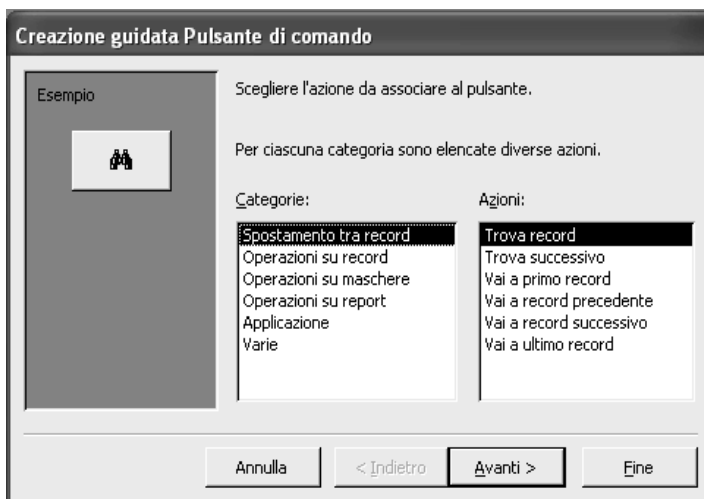 Creazione guidata Pulsante di comando
Esempio
Scegliere l'azione da associare al pulsante.
Per ciascuna categoria sono elencate diverse azioni.
Categorie:
Spostamento tra record
Operazioni su record
Operazioni su maschere
Operazioni su report
Applicazione
Varie
Azioni:
Trova record
Trova successivo
Vai a primo record
Vai a record precedente
Vai a record successivo
Vai a ultimo record
Annulla
< Indietro
Avanti >
Fine